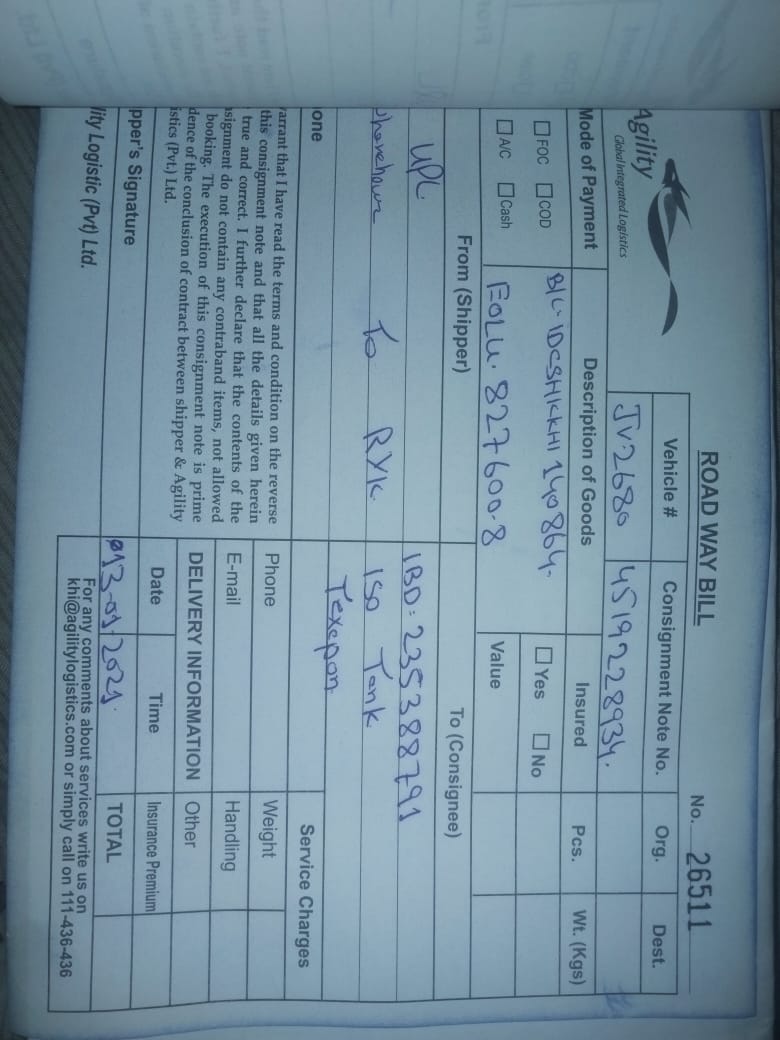 ROAD WAY BILL
No. 26511
Agility
Global Integrated Logistics
Vehicle #
Consignment Note No.
Org.
Dest.
JV-2680
4519228934.
Mode of Payment
Description of Goods
Insured
Pcs.
Wt. (Kgs)
FOC
COD
B/L-IDCSHKKHI 140864-
Yes
No
A/C
Cash
EOLU. 827600-8
Value
From (Shipper)
To (Consignee)
UPL
IBD: 235388791
To RYK
ISO Tank
Texapon
one
Service Charges
arrant that I have read the terms and condition on the reverse
this consignment note and that all the details given herein
true and correct. I further declare that the contents of the
signment do not contain any contraband items, not allowed
booking. The execution of this consignment note is prime
dence of the conclusion of contract between shipper & Agility
istics (Pvt.) Ltd.
Phone
Weight
E-mail
Handling
DELIVERY INFORMATION
Other
Date
Time
Insurance Premium
pper's Signature
13-01-2021
TOTAL
lity Logistic (Pvt) Ltd.
For any comments about services write us on
khi@agilitylogistics.com or simply call on 111-436-436